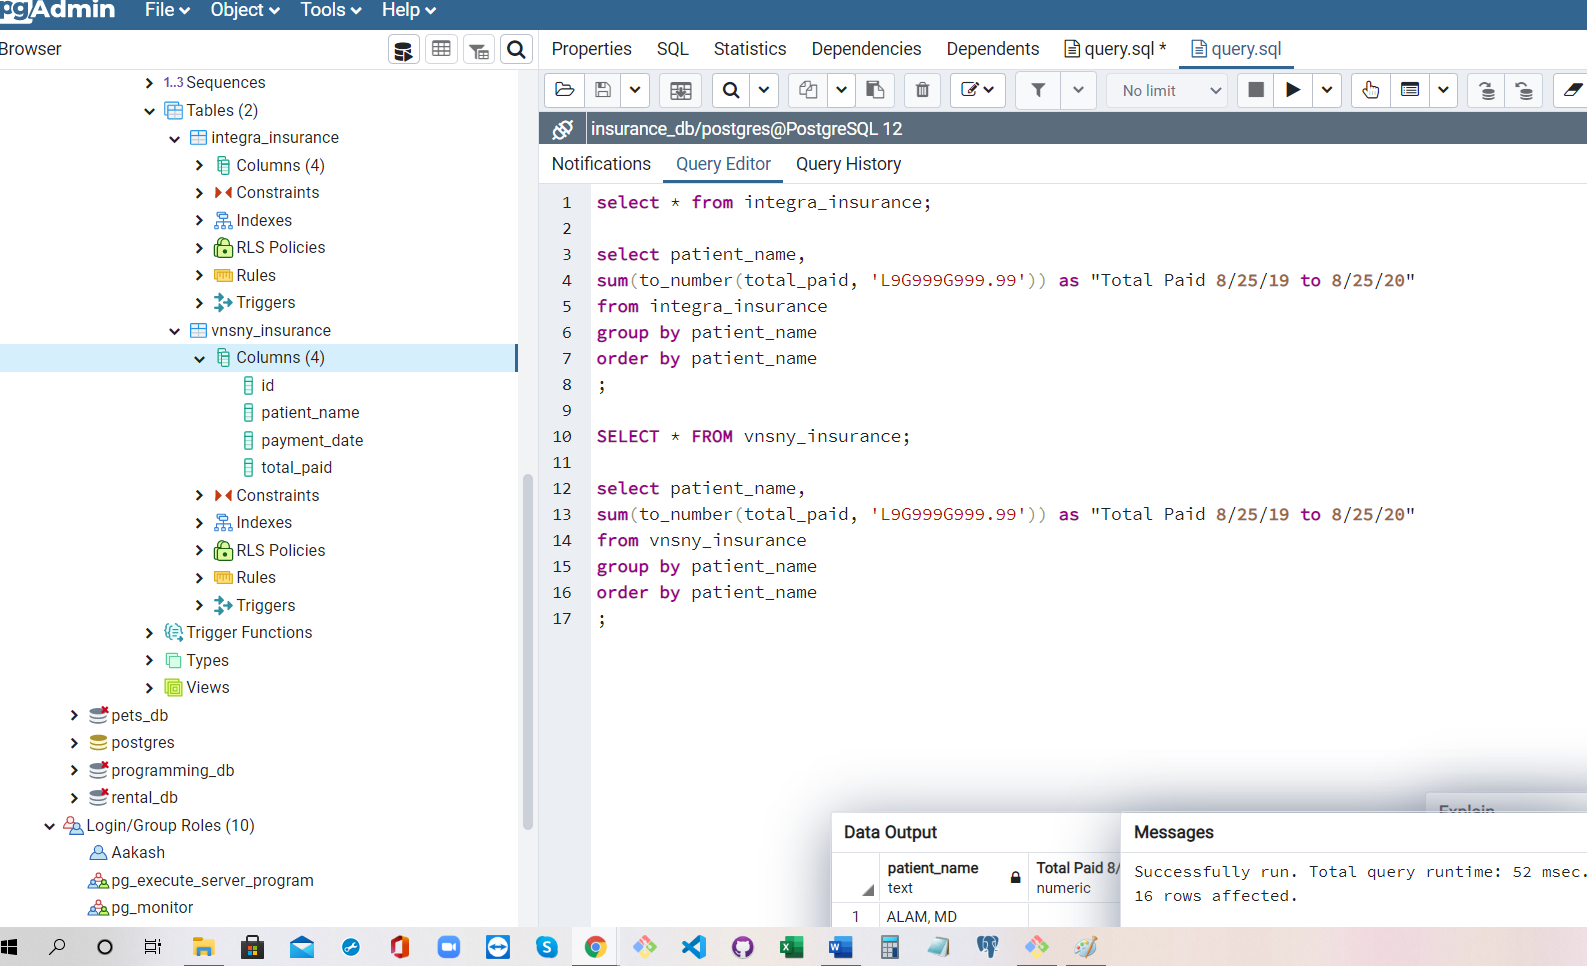 pgAdmin File Object Tools Help
Browser
Properties SQL Statistics Dependencies Dependents query.sql * query.sql
No limit
insurance_db/postgres@PostgreSQL 12
Notifications Query Editor Query History
1..3 Sequences
Tables (2)
integra_insurance
Columns (4)
Constraints
Indexes
RLS Policies
Rules
Triggers
vnsny_insurance
Columns (4)
id
patient_name
payment_date
total_paid
Constraints
Indexes
RLS Policies
Rules
Triggers
Trigger Functions
Types
Views
pets_db
postgres
programming_db
rental_db
Login/Group Roles (10)
Aakash
pg_execute_server_program
pg_monitor
1 select * from integra_insurance;
2
3 select patient_name,
4 sum(to_number(total_paid, 'L9G999G999.99')) as "Total Paid 8/25/19 to 8/25/20"
5 from integra_insurance
6 group by patient_name
7 order by patient_name
8 ;
9
10 SELECT * FROM vnsny_insurance;
11
12 select patient_name,
13 sum(to_number(total_paid, 'L9G999G999.99')) as "Total Paid 8/25/19 to 8/25/20"
14 from vnsny_insurance
15 group by patient_name
16 order by patient_name
17 ;
Explain
Data Output
patient_name
text
Total Paid 8/
numeric
1 ALAM, MD
Messages
Successfully run. Total query runtime: 52 msec.
16 rows affected.